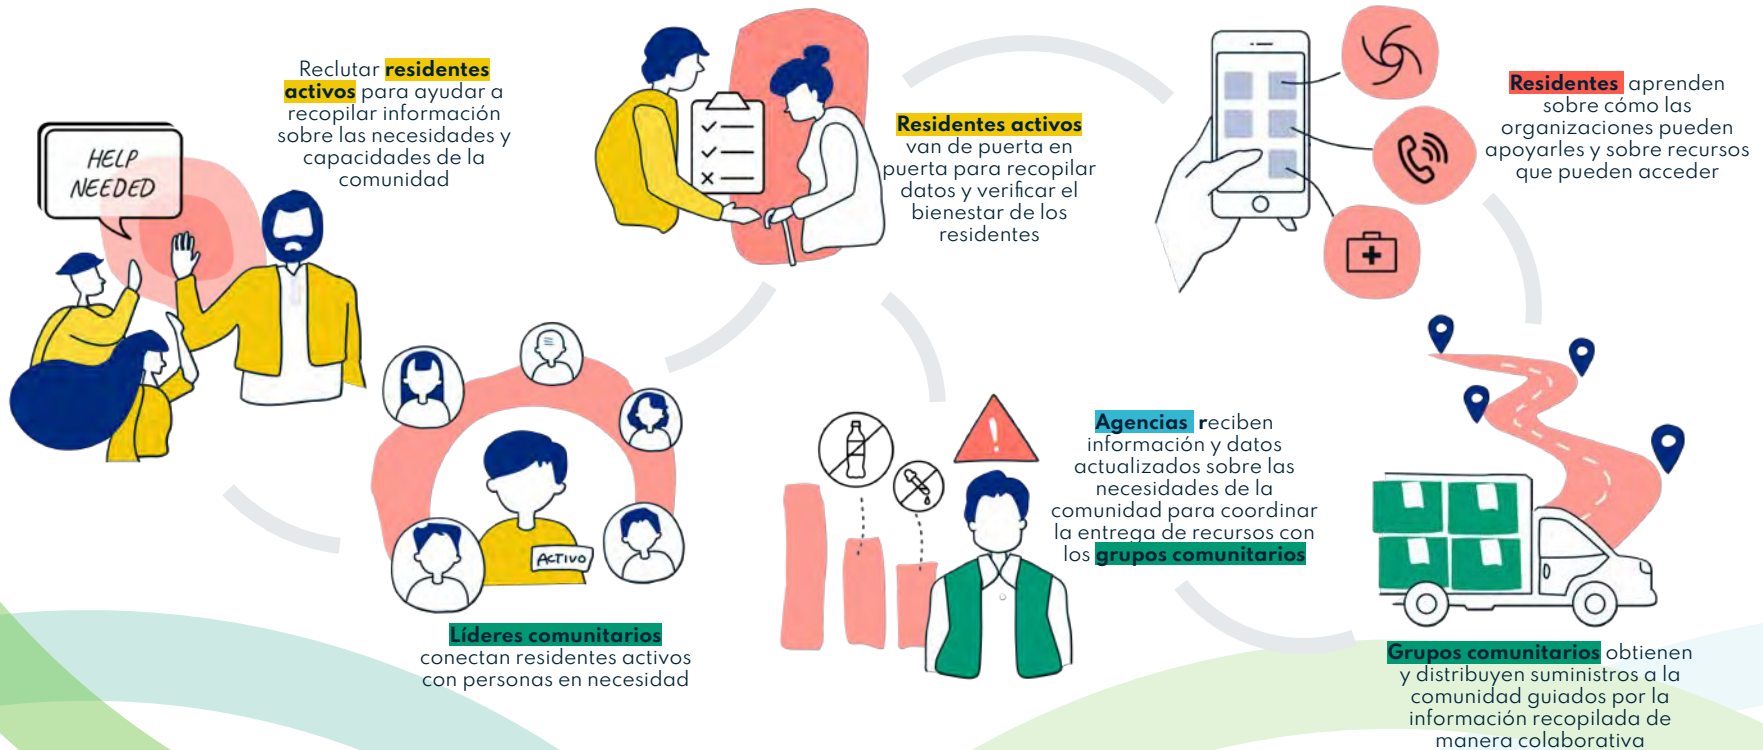 Reclutar residentes
activos para ayudar a
recopilar información
sobre las necesidades y
capacidades de la
comunidad
HELP
NEEDED
Líderes comunitarios
conectan residentes activos
con personas en necesidad
ACTIVO
Residentes activos
van de puerta en
puerta para recopilar
datos y verificar el
bienestar de los
residentes
Residentes aprenden
sobre cómo las
organizaciones pueden
apoyarles y sobre recursos
que pueden acceder
Agencias reciben
información y datos
actualizados sobre las
necesidades de la
comunidad para coordinar
la entrega de recursos con
los grupos comunitarios
Grupos comunitarios obtienen
y distribuyen suministros a la
comunidad guiados por la
información recopilada de
manera colaborativa